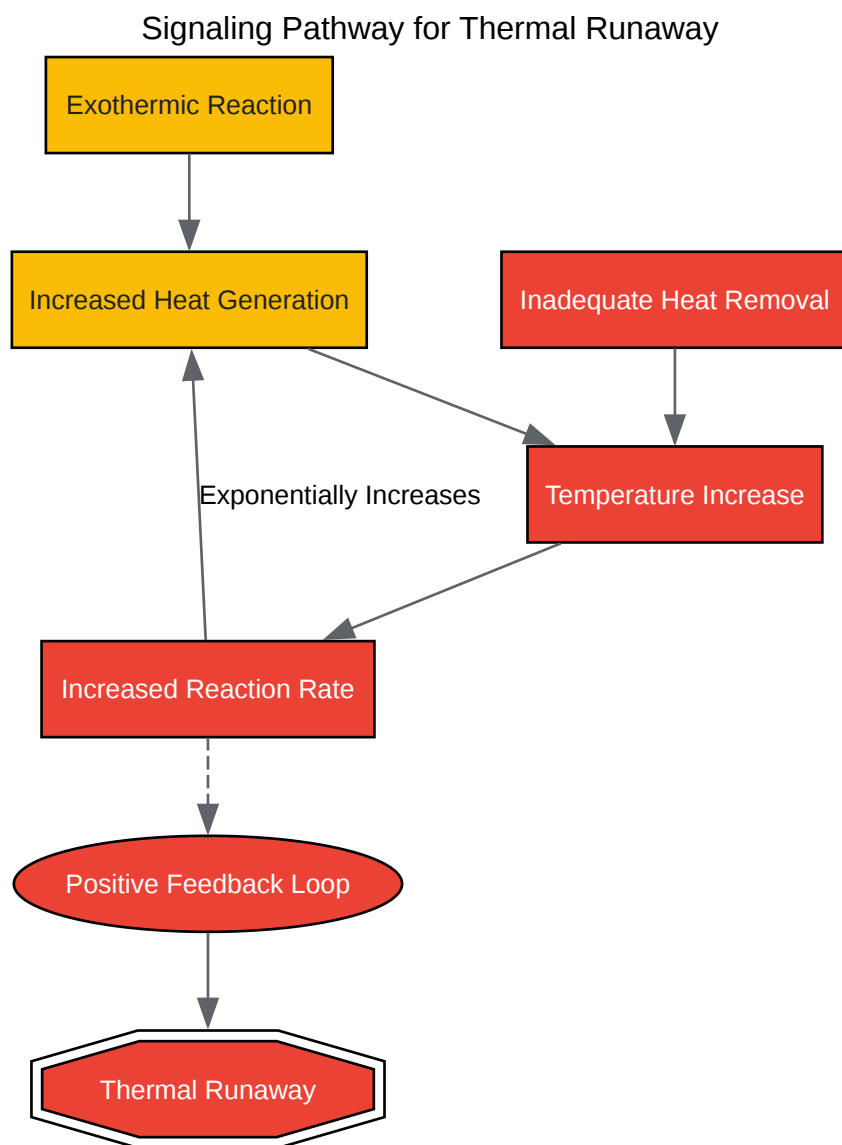 Signaling Pathway for Thermal Runaway
Exothermic Reaction
Increased Heat Generation
Inadequate Heat Removal
Exponentially Increases
Temperature Increase
Increased Reaction Rate
Positive Feedback Loop
Thermal Runaway